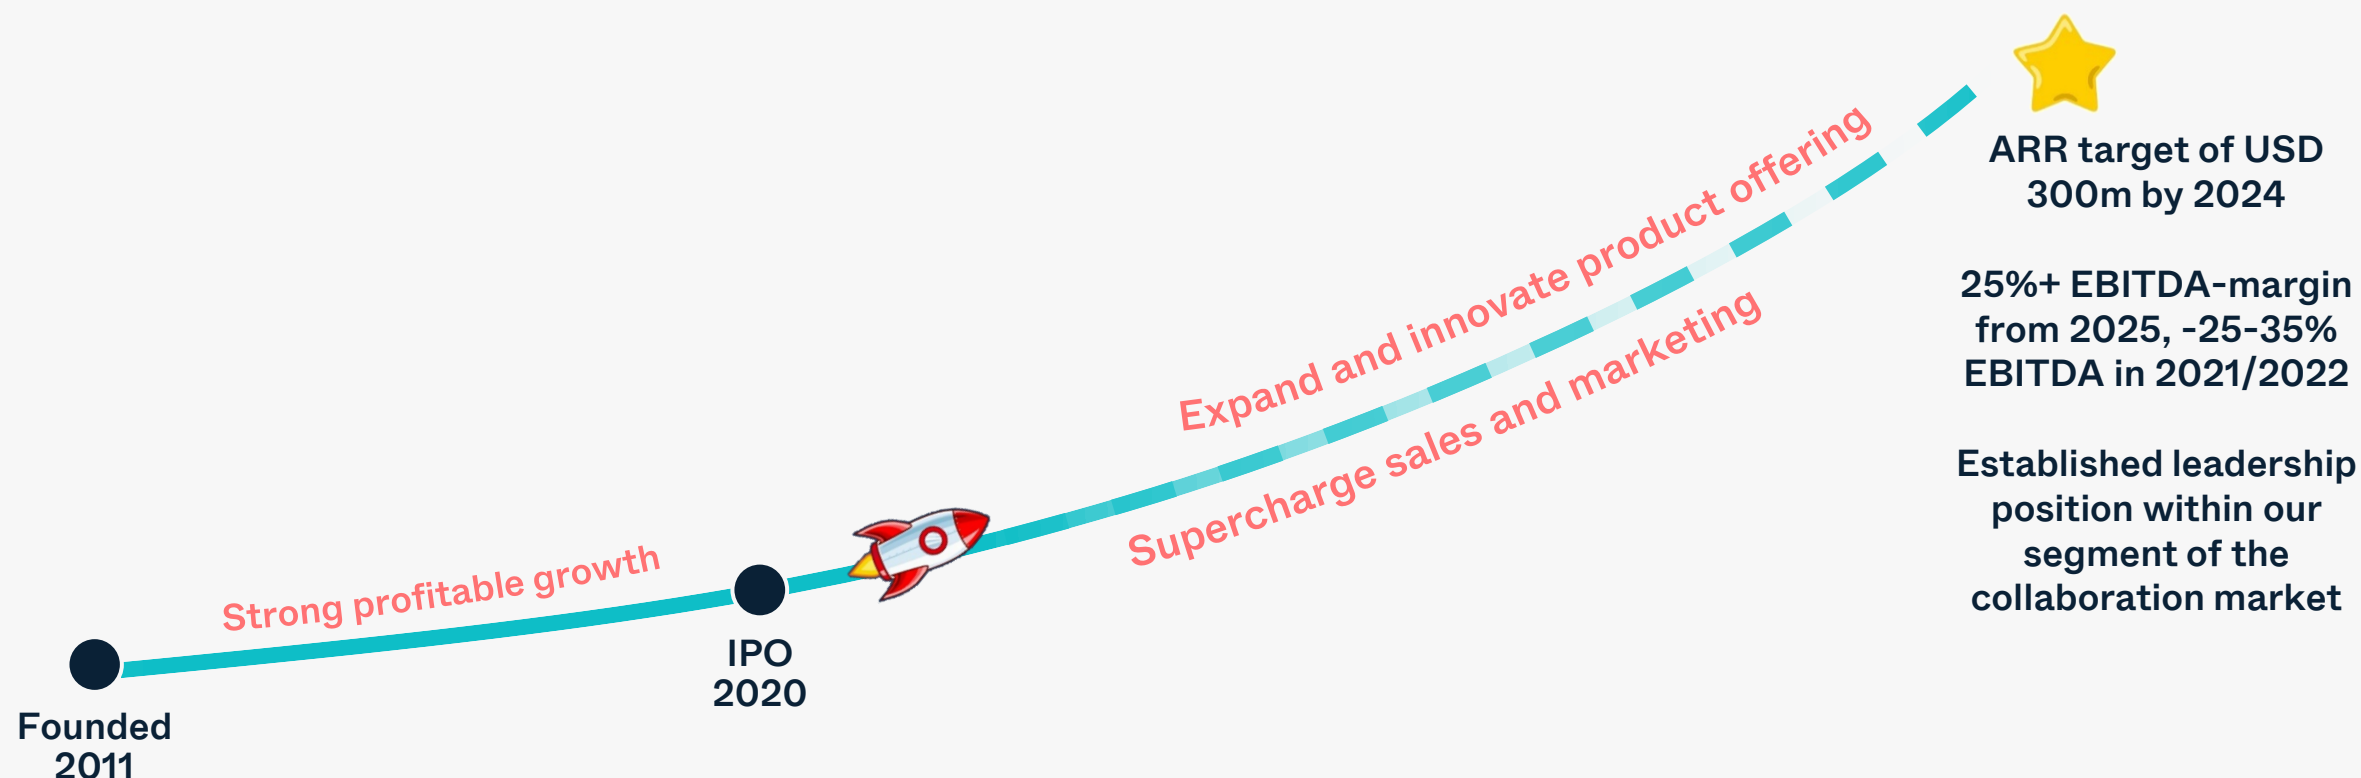 Founded
2011
Strong profitable growth
IPO
2020
Expand and innovate product offering
Supercharge sales and marketing
ARR target of USD
300m by 2024
25%+ EBITDA-margin
from 2025, -25-35%
EBITDA in 2021/2022
Established leadership
position within our
segment of the
collaboration market